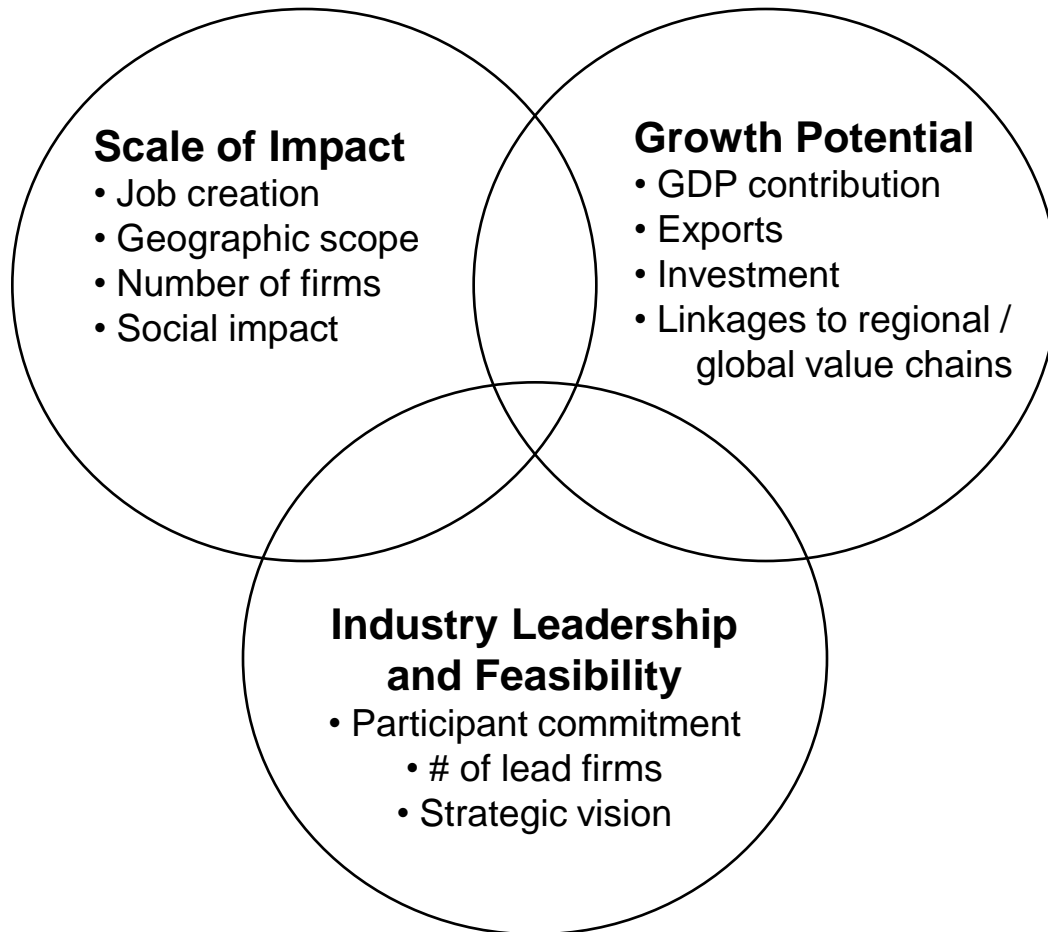 Scale of Impact
• Job creation
• Geographic scope
• Number of firms
• Social impact
Growth Potential
• GDP contribution
• Exports
• Investment
• Linkages to regional /
global value chains
Industry Leadership
and Feasibility
• Participant commitment
• # of lead firms
• Strategic vision